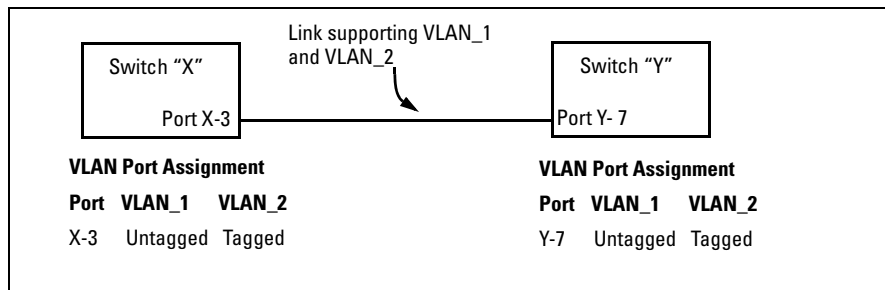 Link supporting VLAN_1
and VLAN_2
Switch “X”
Switch “Y”
Port X-3
Port Y- 7
VLAN Port Assignment
Port VLAN_1 VLAN_2
X-3 Untagged Tagged
VLAN Port Assignment
Port VLAN_1 VLAN_2
Y-7 Untagged Tagged